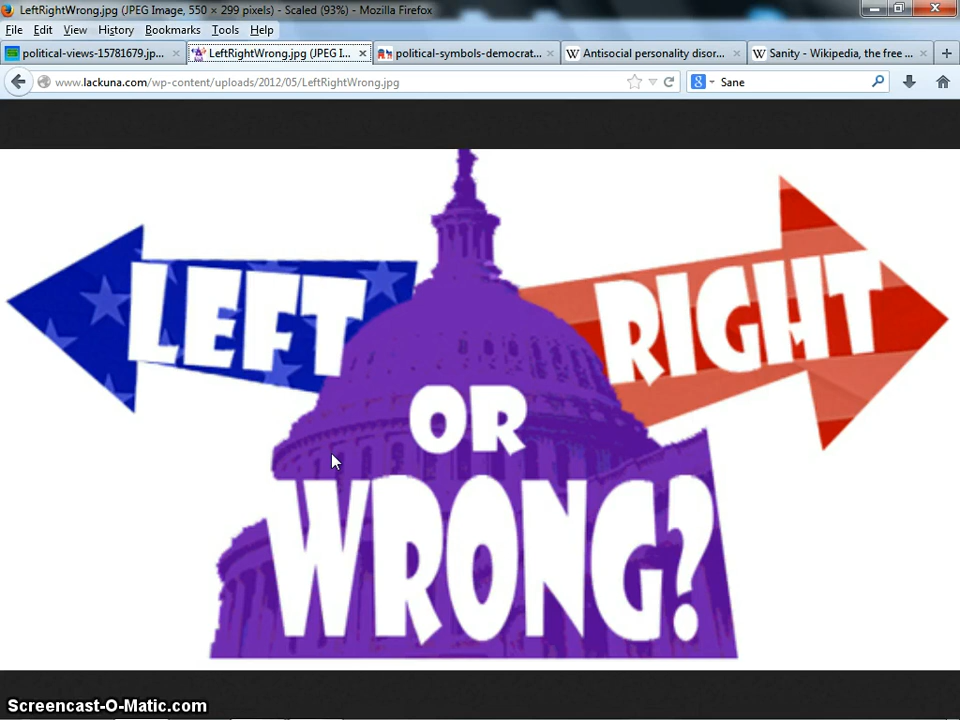 LeftRightWrong.jpg (JPEG Image, 550 × 299 pixels) - Scaled (93%) - Mozilla Firefox
File Edit View History Bookmarks Tools Help
political-views-15781679.jp... LeftRightWrong.jpg (JPEG I... political-symbols-democrat... Antisocial personality disor... Sanity - Wikipedia, the free ...
www.lackuna.com/wp-content/uploads/2012/05/LeftRightWrong.jpg Sane
LEFT RIGHT
OR
WRONG?
Screencast-O-Matic.com